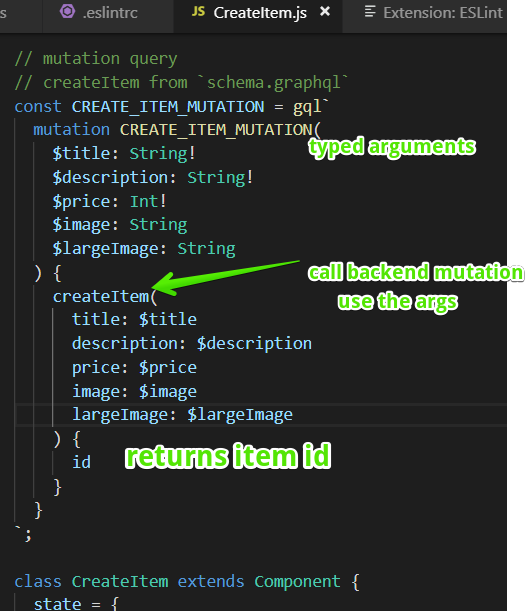 s
.eslintrc
JS CreateItem.js ×
Extension: ESLint
// mutation query
// createItem from `schema.graphql`
const CREATE_ITEM_MUTATION = gql`
mutation CREATE_ITEM_MUTATION(
typed arguments
$title: String!
$description: String!
$price: Int!
$image: String
$largeImage: String
) {
call backend mutation
use the args
createItem(
title: $title
description: $description
price: $price
image: $image
largeImage: $largeImage
) {
returns item id
id
}
}
`;
class CreateItem extends Component {
state = {